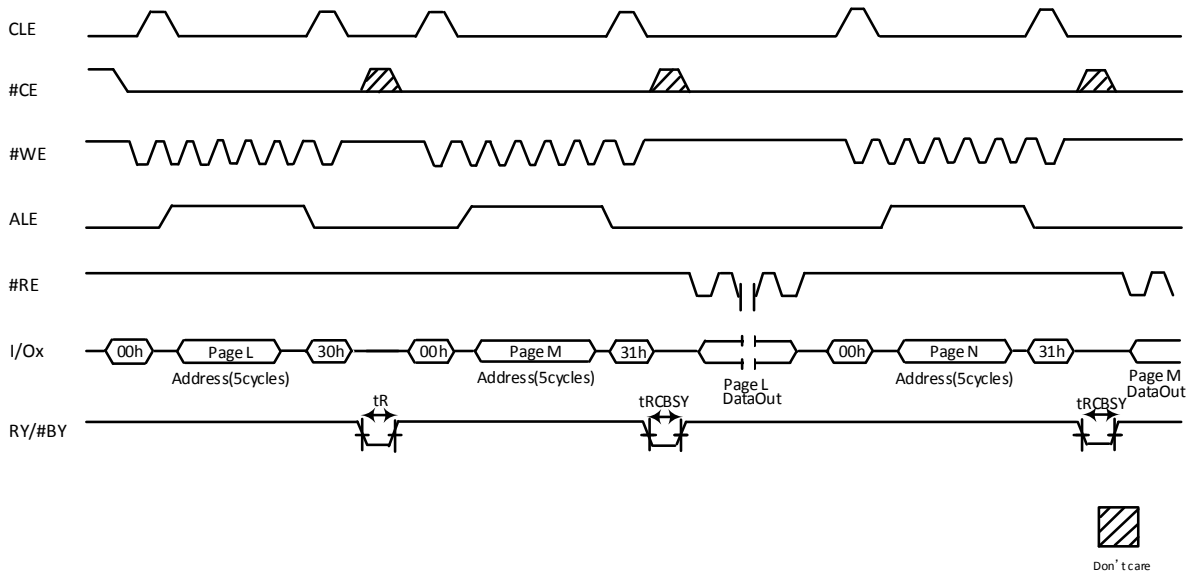 CLE
#CE
#WE
ALE
#RE
I/Ox 00h Page L 30h 00h Page M 31h 00h Page N 31h
Address(5cycles) Address(5cycles) Page L Address(5cycles) Page M
DataOut DataOut
tR tRCBSY tRCBSY
RY/#BY
Don't care